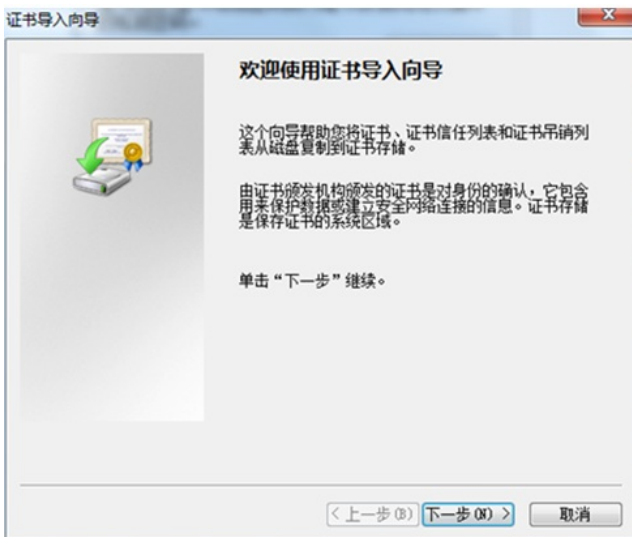 证书导入向导
欢迎使用证书导入向导
这个向导帮助您将证书、证书信任列表和证书吊销列
表从磁盘复制到证书存储。
由证书颁发机构颁发的证书是对身份的确认，它包含
用来保护数据或建立安全网络连接的信息。证书存储
是保存证书的系统区域。
单击“下一步”继续。
< 上一步(B) 下一步(N) > 取消